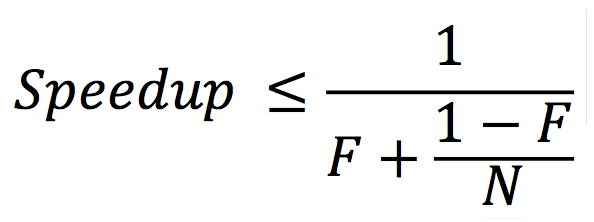 Speedup ≤ 1 / (F + (1 − F) / N)